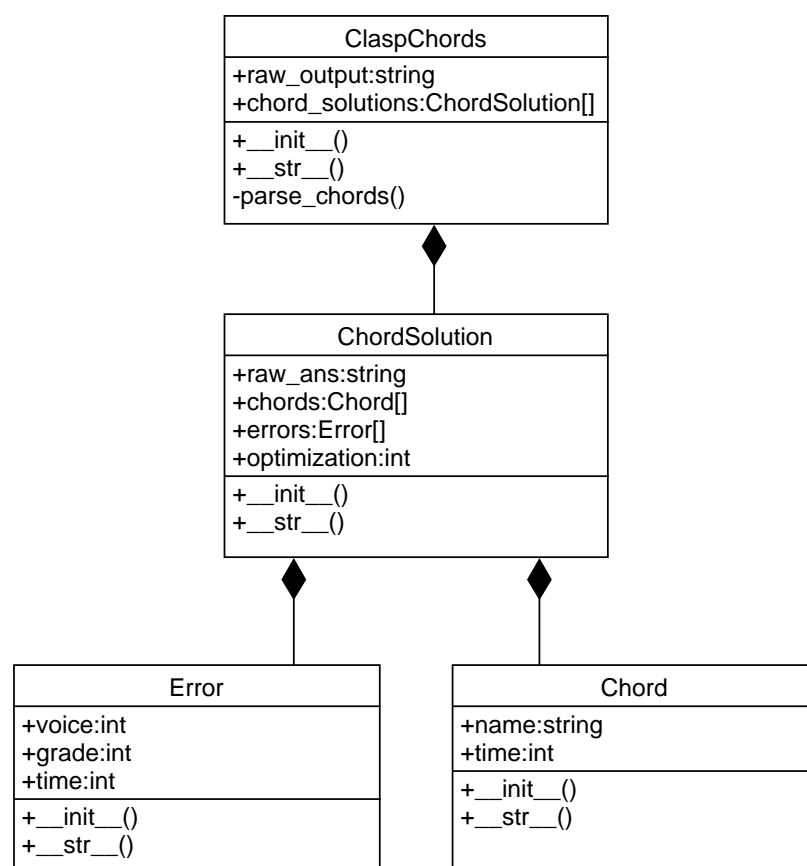 ClaspChords
+raw_output:string
+chord_solutions:ChordSolution[]
+__init__()
+__str__()
-parse_chords()
ChordSolution
+raw_ans:string
+chords:Chord[]
+errors:Error[]
+optimization:int
+__init__()
+__str__()
Error
+voice:int
+grade:int
+time:int
+__init__()
+__str__()
Chord
+name:string
+time:int
+__init__()
+__str__()